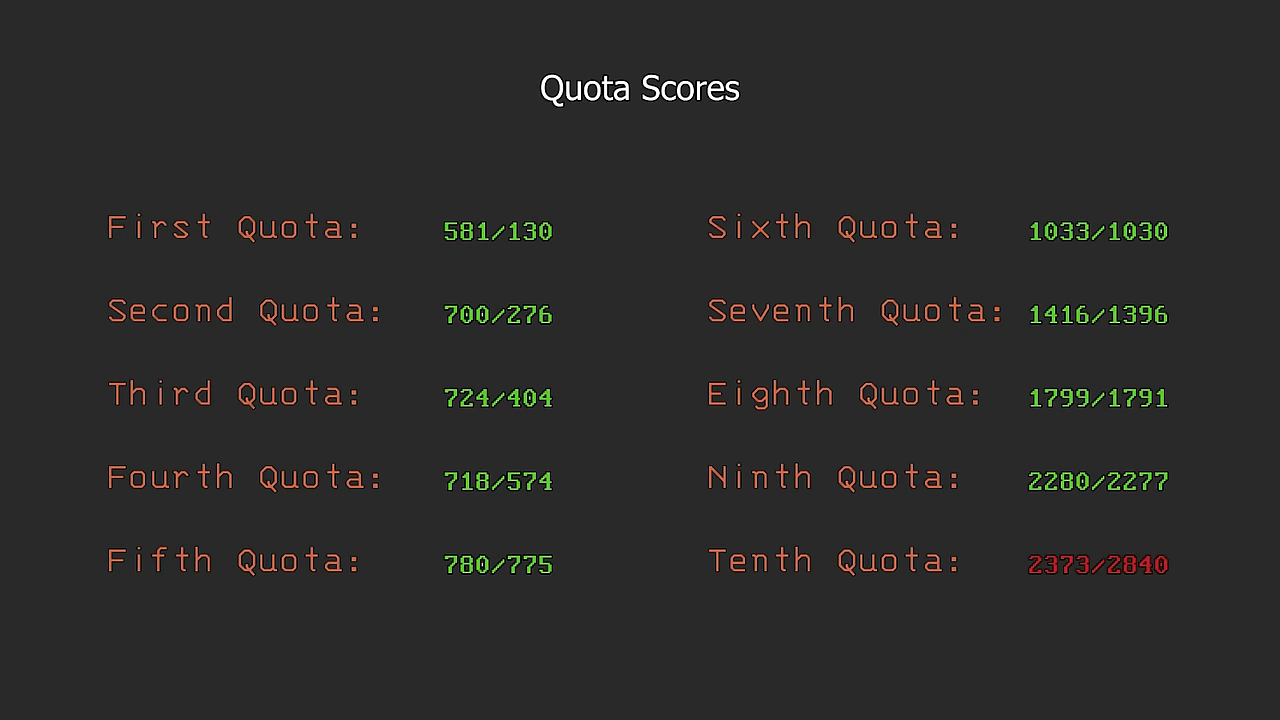 Quota Scores
First Quota: 581/130
Second Quota: 700/276
Third Quota: 724/404
Fourth Quota: 718/574
Fifth Quota: 780/775
Sixth Quota: 1033/1030
Seventh Quota: 1416/1396
Eighth Quota: 1799/1791
Ninth Quota: 2280/2277
Tenth Quota: 2373/2840